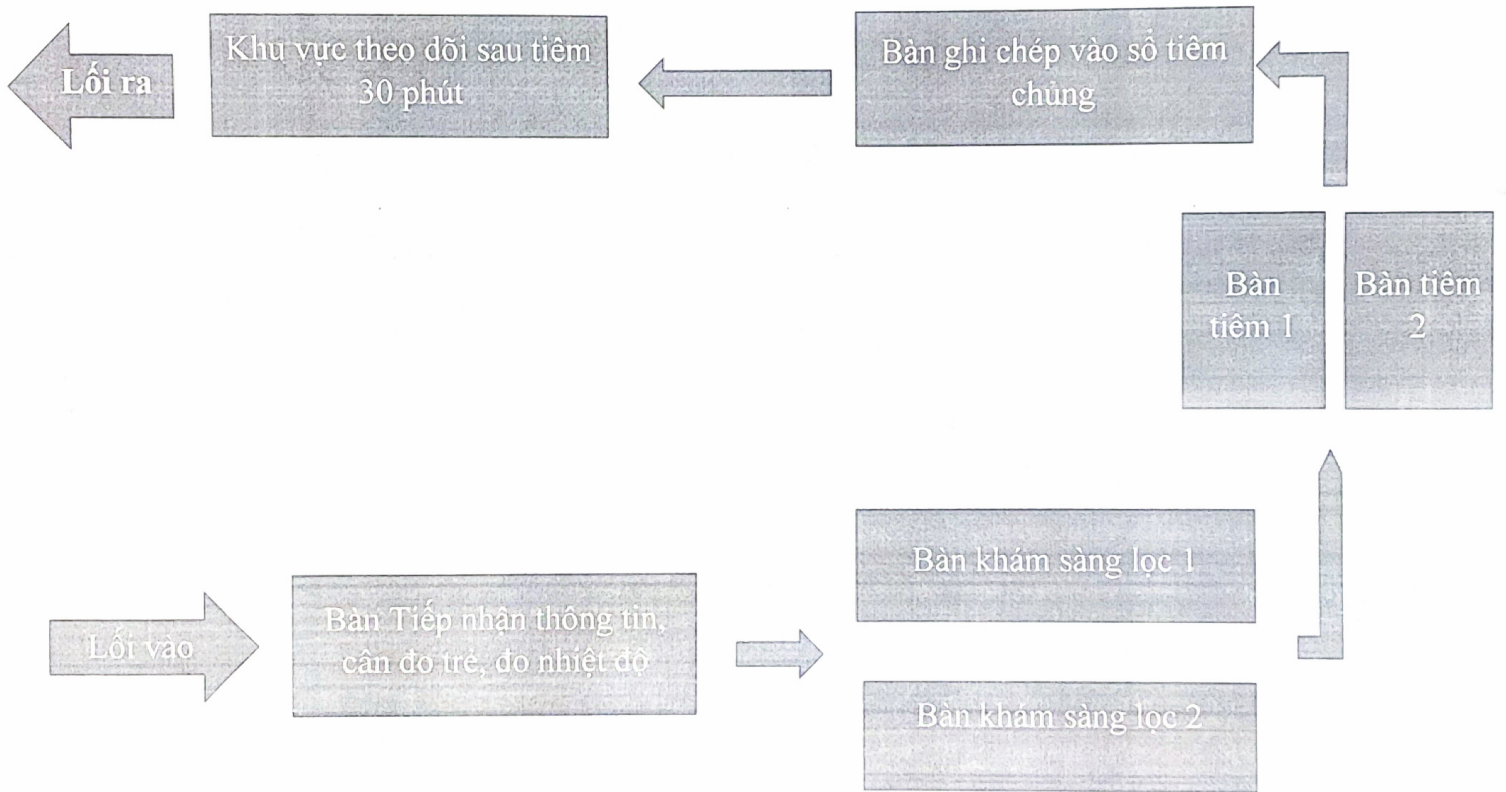 Lối ra
Khu vực theo dõi sau tiêm
30 phút
Bàn ghi chép vào sổ tiêm
chủng
Bàn
tiêm 1
Bàn tiêm
2
Bàn khám sàng lọc 1
Lối vào
Bàn Tiếp nhận thông tin,
cân đo trẻ, đo nhiệt độ
Bàn khám sàng lọc 2